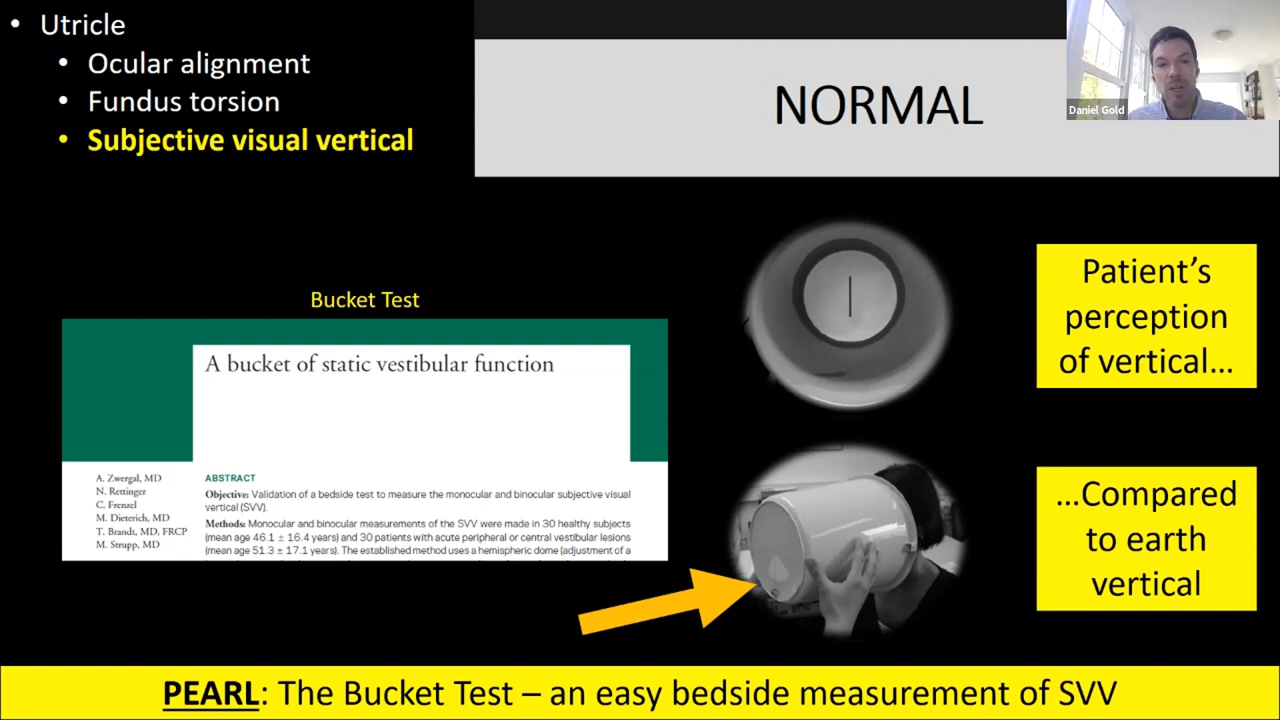 • Utricle
• Ocular alignment
• Fundus torsion
• Subjective visual vertical
NORMAL
Daniel Gold
Bucket Test
A bucket of static vestibular function
A. Zwergal, MD
N. Rettinger
C. Frenzel
M. Dieterich, MD
T. Brandt, MD, FRCP
M. Strupp, MD
ABSTRACT
Objective: Validation of a bedside test to measure the monocular and binocular subjective visual
vertical (SVV).
Methods: Monocular and binocular measurements of the SVV were made in 30 healthy subjects
(mean age 46.1 ± 16.4 years) and 30 patients with acute peripheral or central vestibular lesions
(mean age 51.3 ± 17.1 years). The established method uses a hemispheric dome (adjustment of a
Patient’s
perception
of vertical…
…Compared
to earth
vertical
PEARL: The Bucket Test – an easy bedside measurement of SVV